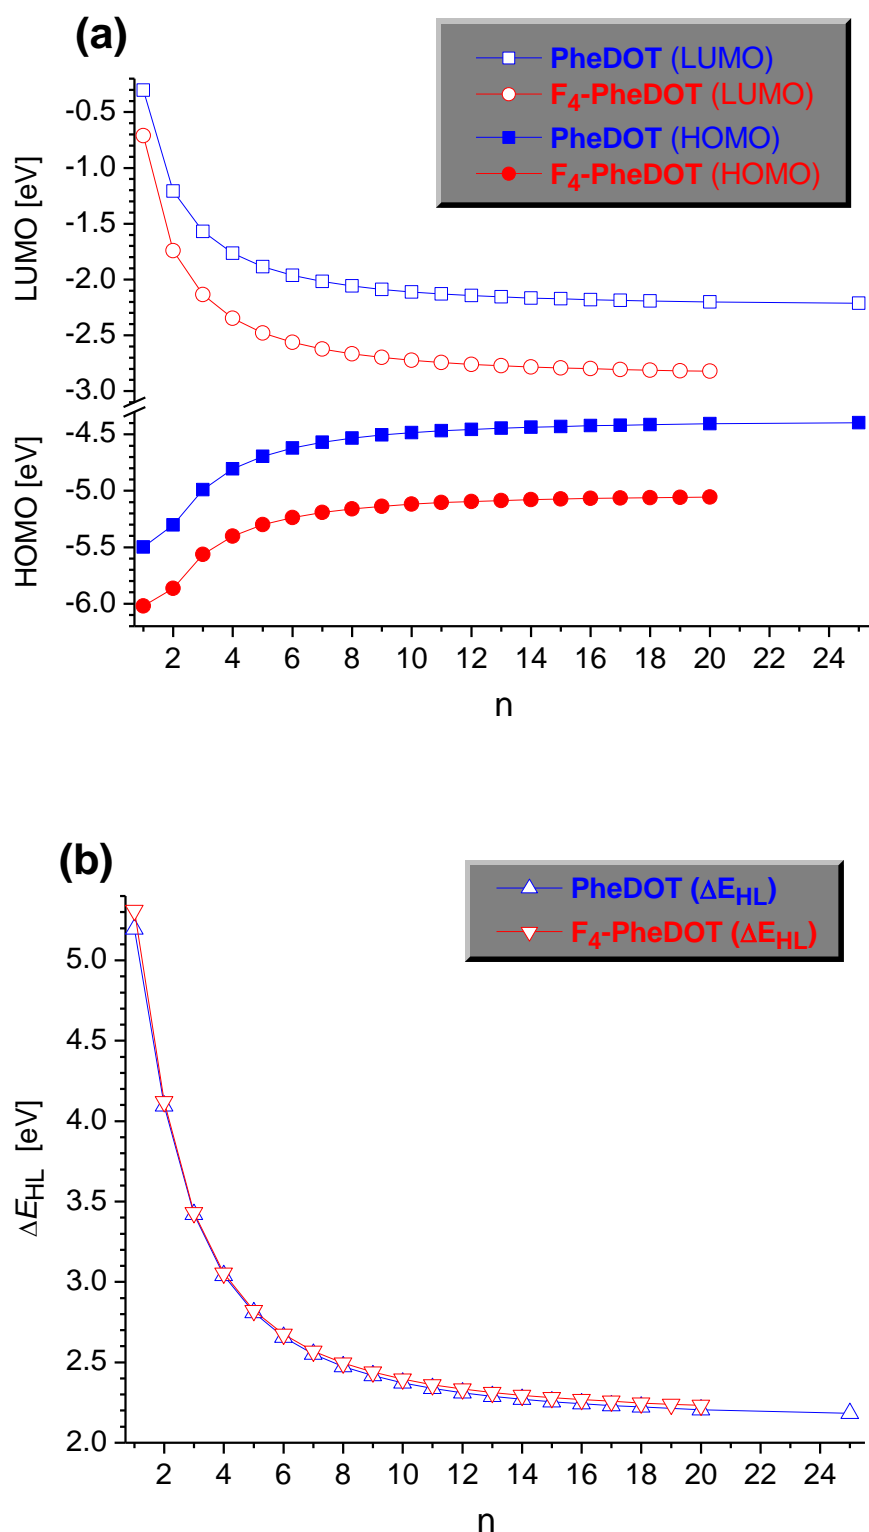 (a)
PheDOT (LUMO)
F4-PheDOT (LUMO)
PheDOT (HOMO)
F4-PheDOT (HOMO)
LUMO [eV]
-0.5
-1.0
-1.5
-2.0
-2.5
-3.0
HOMO [eV]
-4.5
-5.0
-5.5
-6.0
2 4 6 8 10 12 14 16 18 20 22 24
n
(b)
PheDOT (ΔEHL)
F4-PheDOT (ΔEHL)
ΔEHL [eV]
5.0
4.5
4.0
3.5
3.0
2.5
2.0
2 4 6 8 10 12 14 16 18 20 22 24
n